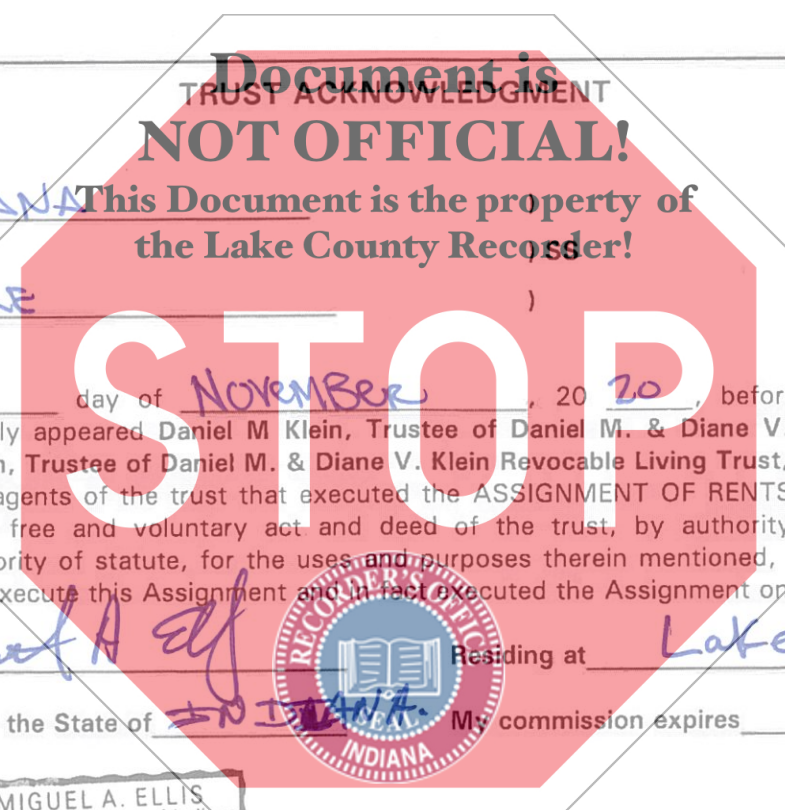 Document is
TRUST ACKNOWLEDGMENT
NOT OFFICIAL!
This Document is the property of
the Lake County Recorder!
) SS
)
day of NOVEMBER , 20 20 , befor
ly appeared Daniel M Klein, Trustee of Daniel M. & Diane V.
n, Trustee of Daniel M. & Diane V. Klein Revocable Living Trust,
agents of the trust that executed the ASSIGNMENT OF RENTS
free and voluntary act and deed of the trust, by authority
ority of statute, for the uses and purposes therein mentioned,
xecute this Assignment and in fact executed the Assignment on
Residing at Lake
the State of INDIANA. My commission expires
MIGUEL A. ELLIS
STOP
RECORDER'S OFFICE
SEAL
INDIANA